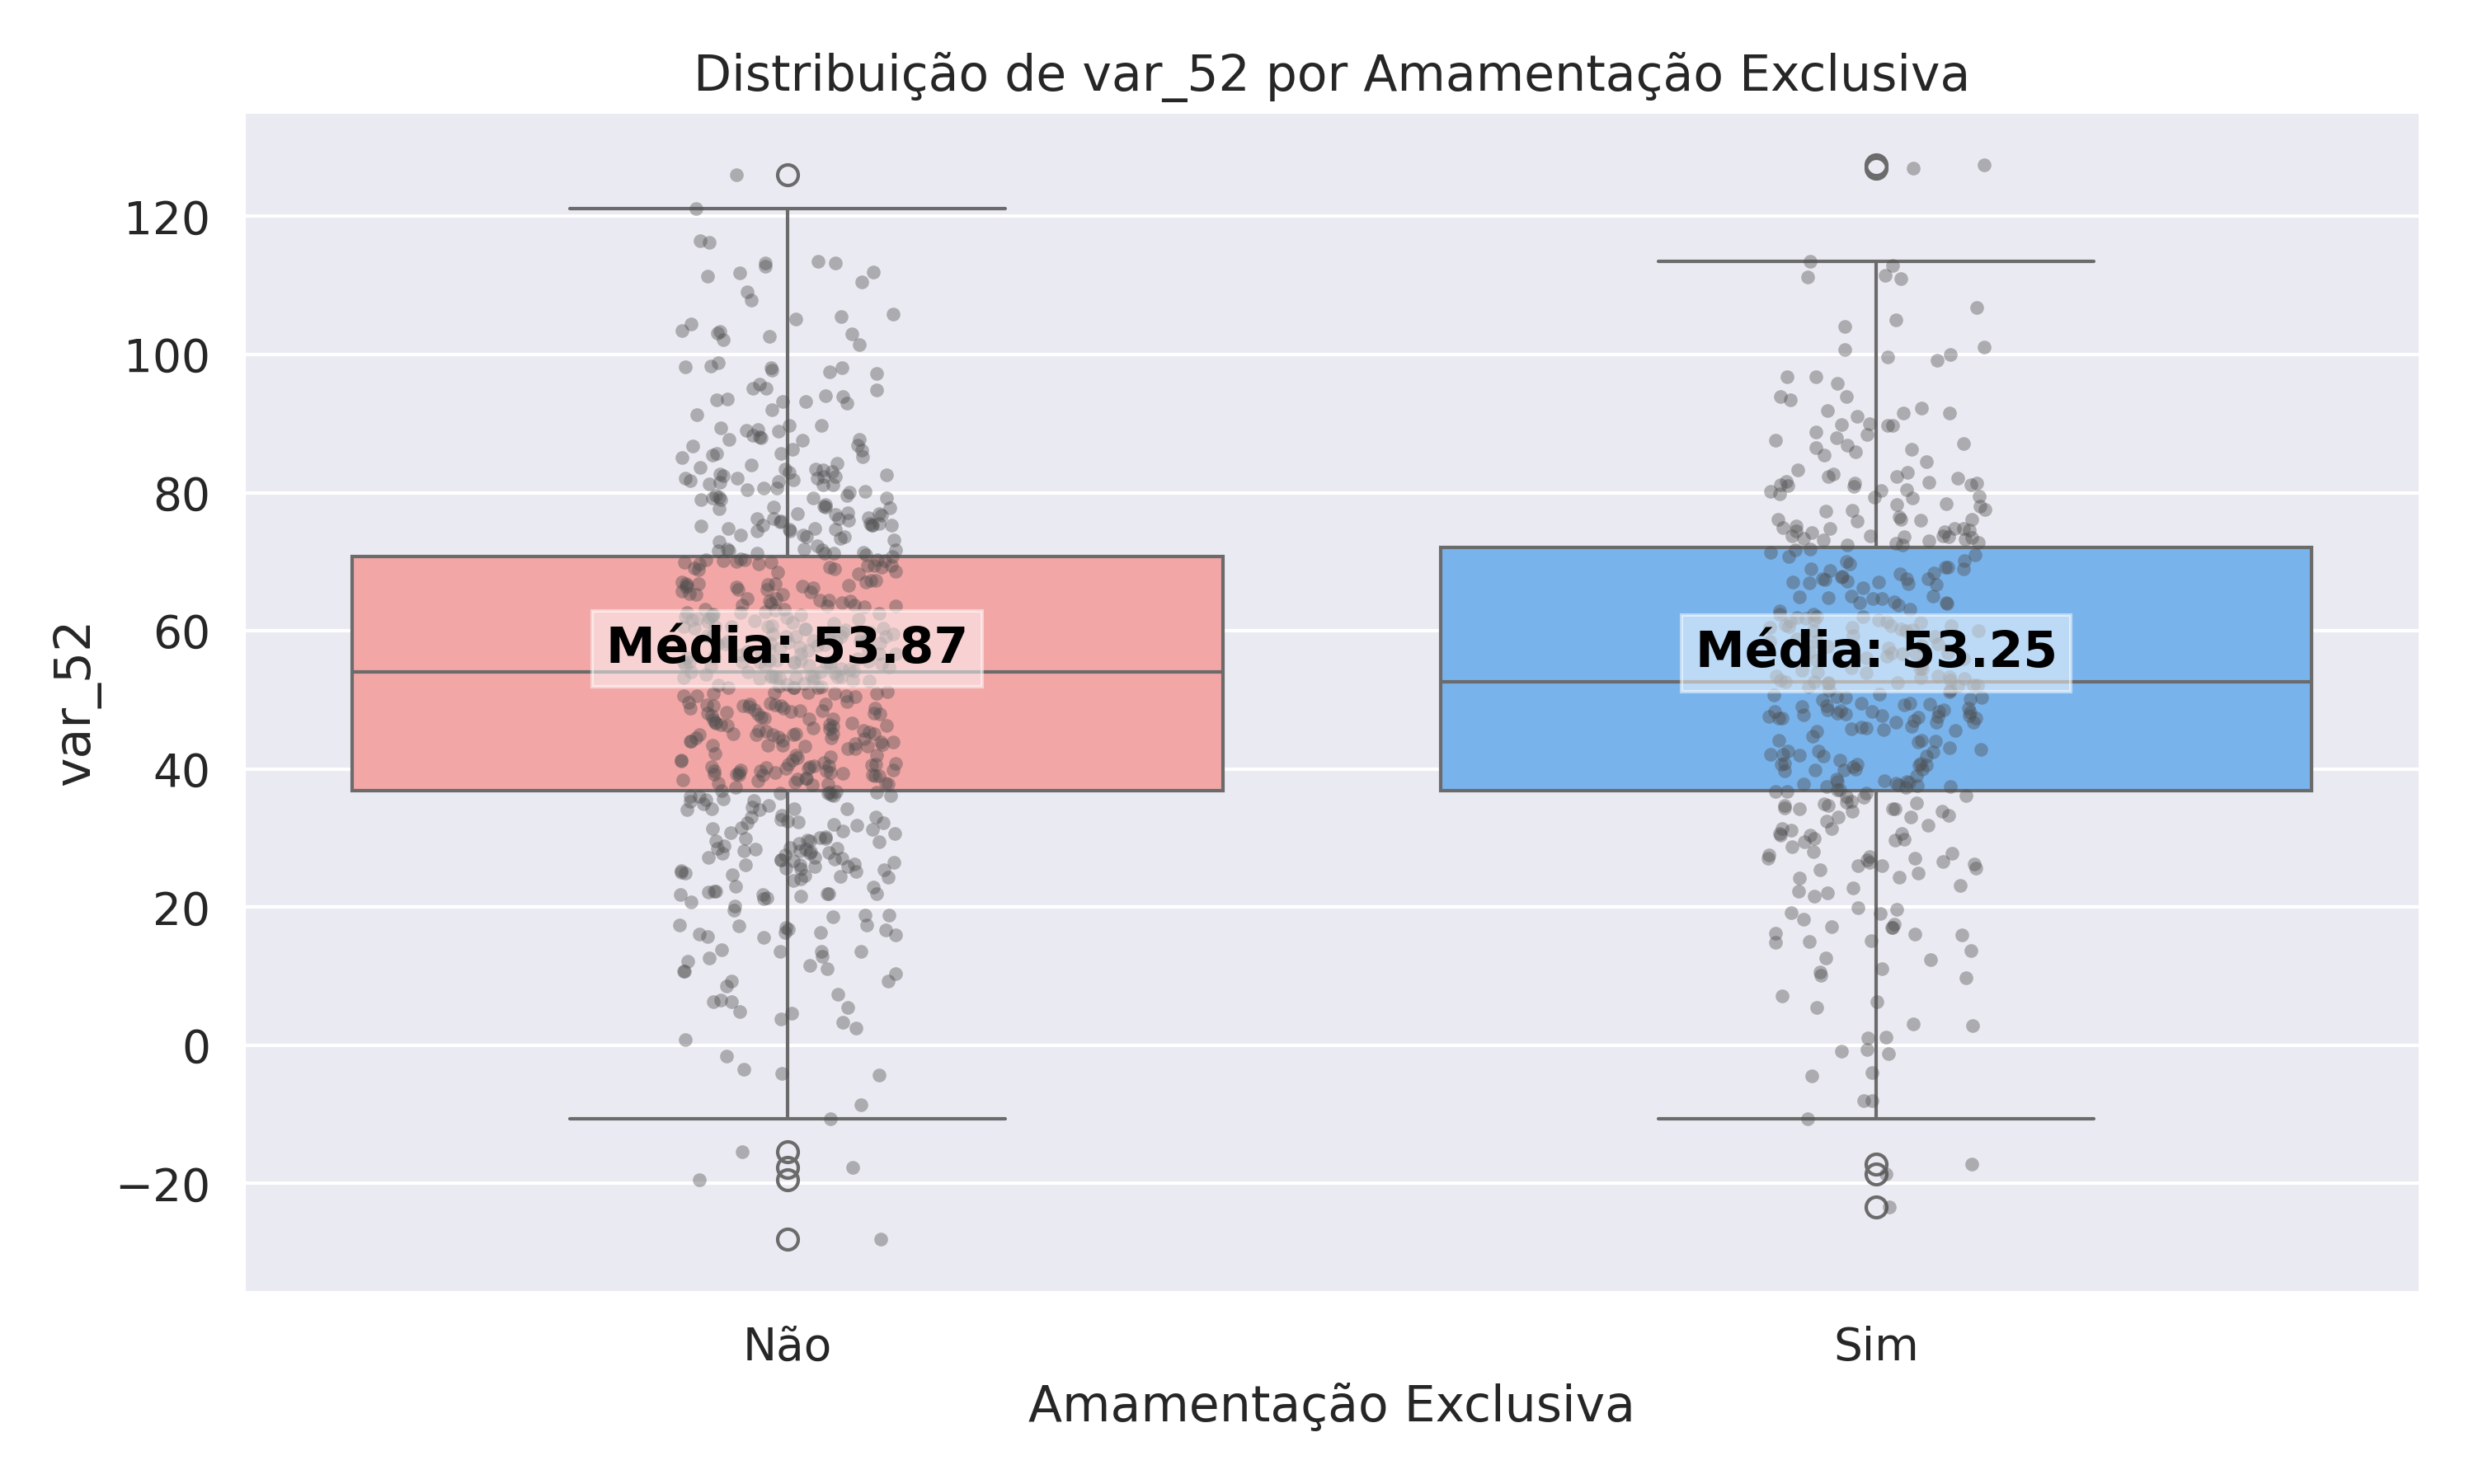 Distribuição de var_52 por Amamentação Exclusiva
120
100
80
60
40
20
0
−20
var_52
Média: 53.87
Média: 53.25
Não
Sim
Amamentação Exclusiva